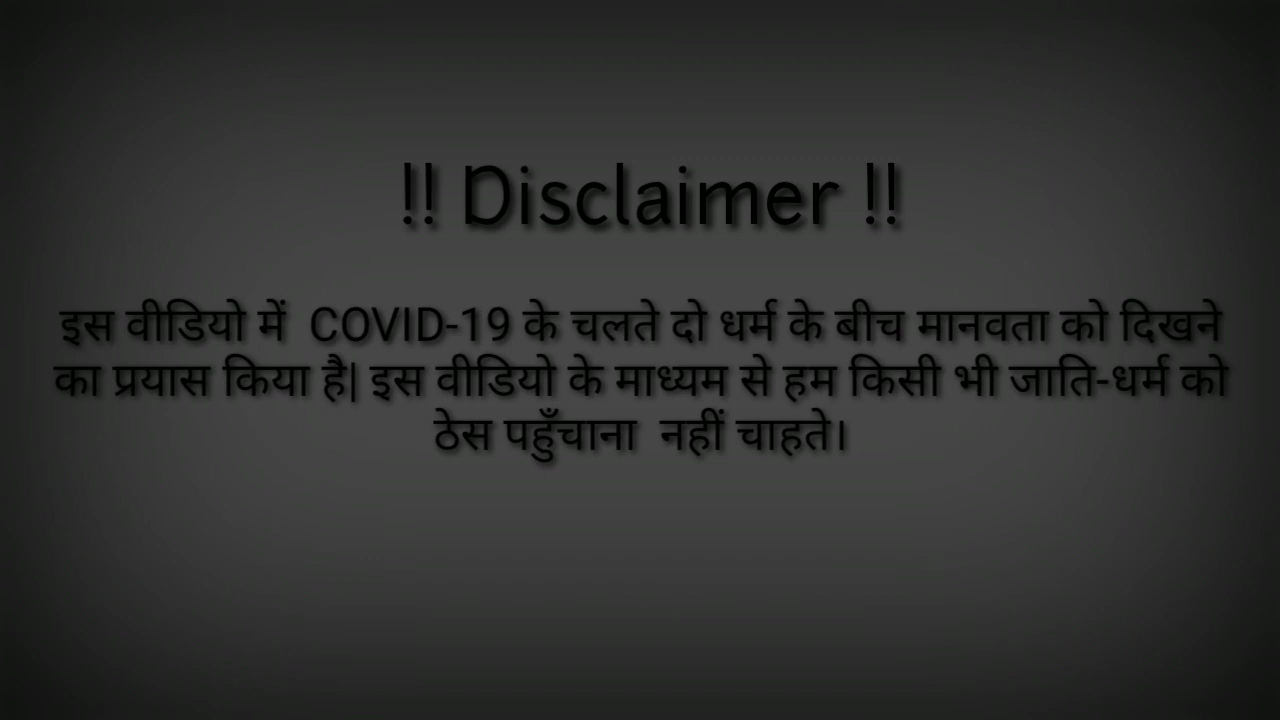 !! Disclaimer !!
इस वीडियो में COVID-19 के चलते दो धर्म के बीच मानवता को दिखने
का प्रयास किया है| इस वीडियो के माध्यम से हम किसी भी जाति-धर्म को
ठेस पहुँचाना नहीं चाहते।